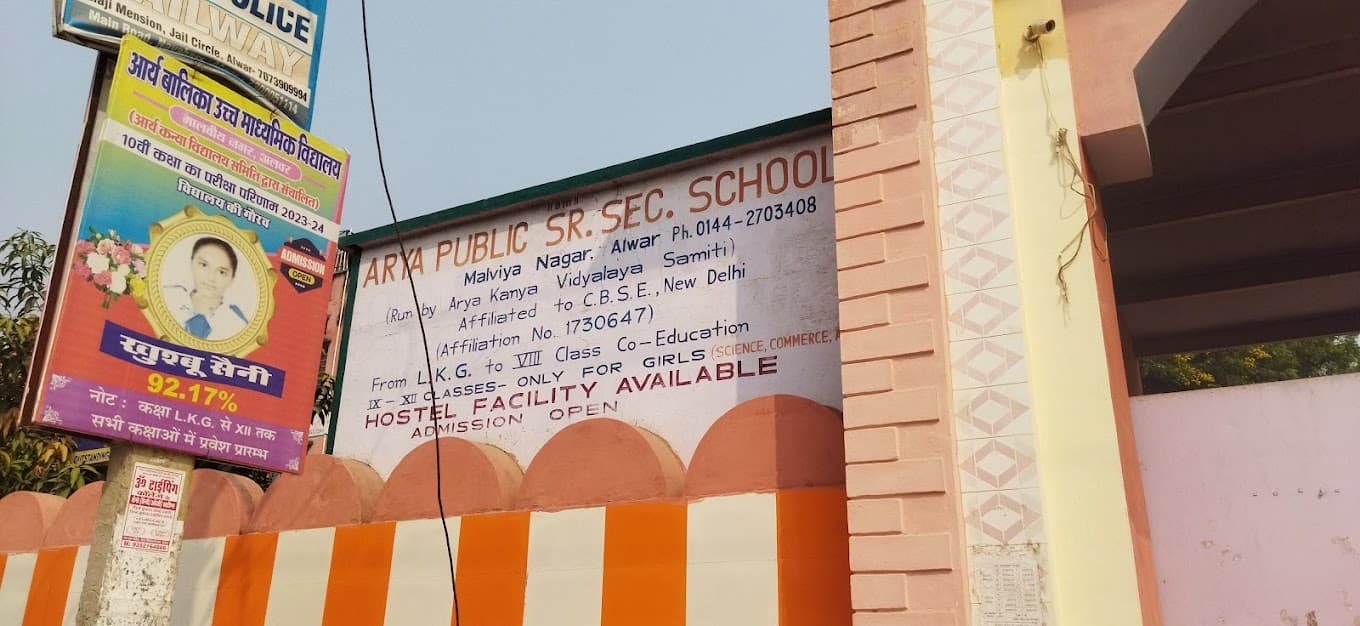 POLICE
RAILWAY
Mension, Jail Circle, Alwar- 7073909994
Main Road,
आर्य बालिका उच्च माध्यमिक विद्यालय
मालवीय नगर, अलवर
(आर्य कन्या विद्यालय समिति द्वारा संचालित)
10वीं कक्षा का परीक्षा परिणाम 2023-24
विद्यालय की गौरव
ADMISSION
OPEN
खुश्बू सैनी
92.17%
नोट : कक्षा L.K.G. से XII तक
सभी कक्षाओं में प्रवेश प्रारम्भ
OUTSTANDING
ॐ टाईपिंग
कॉलेज
ARYA PUBLIC SR. SEC. SCHOOL
Malviya Nagar, Alwar Ph. 0144-2703408
(Run by Arya Kanya Vidyalaya Samiti)
Affiliated to C.B.S.E., New Delhi
(Affiliation No. 1730647)
From L.K.G. to VIII Class Co-Education
IX - XII CLASSES- ONLY FOR GIRLS (SCIENCE, COMMERCE, A
HOSTEL FACILITY AVAILABLE
ADMISSION OPEN